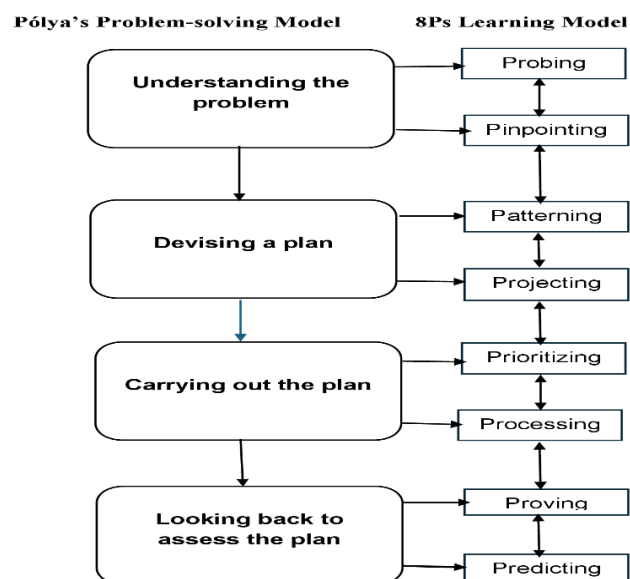 Pólya's Problem-solving Model
8Ps Learning Model
Understanding the
problem
Probing
Pinpointing
Devising a plan
Patterning
Projecting
Carrying out the plan
Prioritizing
Processing
Looking back to
assess the plan
Proving
Predicting